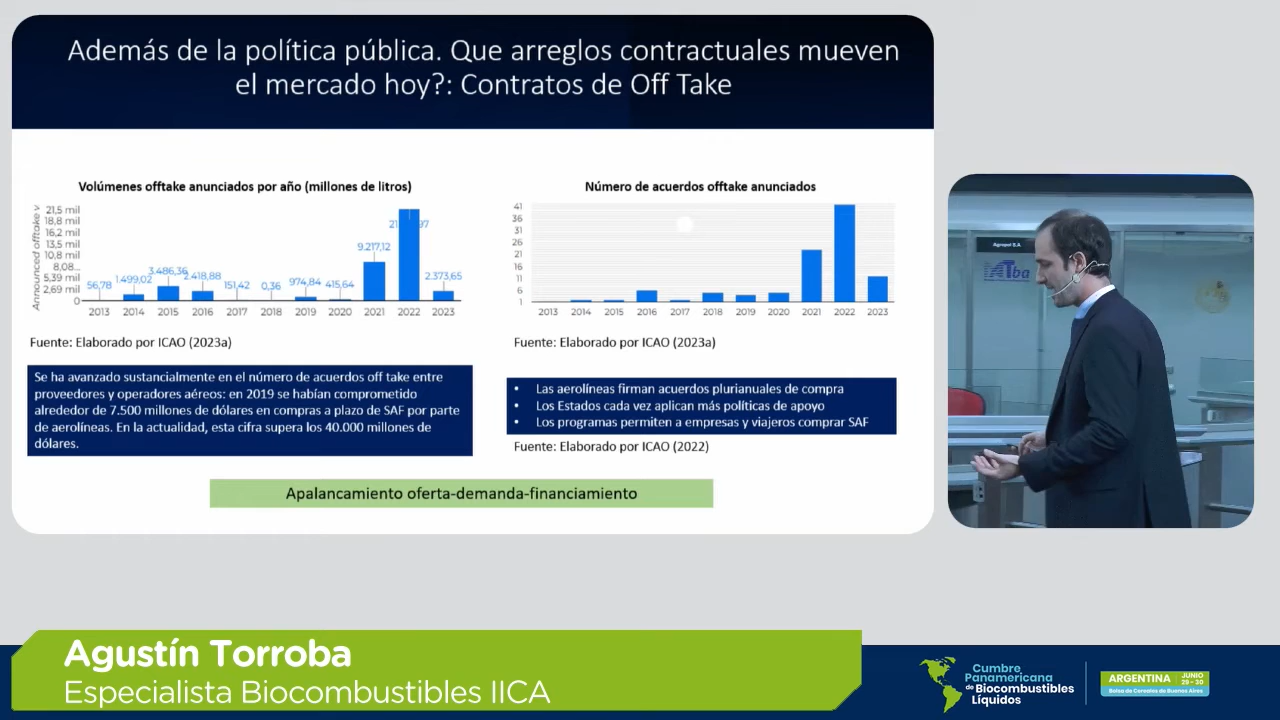 Además de la política pública. Que arreglos contractuales mueven
el mercado hoy?: Contratos de Off Take
Volúmenes offtake anunciados por año (millones de litros)
Announced offtake v
21,5 mil
18,8 mil
16,2 mil
13,5 mil
10,8 mil
8,08...
5,39 mil
2,69 mil
0
56,78
1.499,02
3.486,36
2.418,88
151,42
0,36
974,84
415,64
9.217,12
2.373,65
2013 2014 2015 2016 2017 2018 2019 2020 2021 2022 2023
Fuente: Elaborado por ICAO (2023a)
Se ha avanzado sustancialmente en el número de acuerdos off take entre
proveedores y operadores aéreos: en 2019 se habían comprometido
alrededor de 7.500 millones de dólares en compras a plazo de SAF por parte
de aerolíneas. En la actualidad, esta cifra supera los 40.000 millones de
dólares.
Número de acuerdos offtake anunciados
41
36
31
26
21
16
11
6
1
2013 2014 2015 2016 2017 2018 2019 2020 2021 2022 2023
Fuente: Elaborado por ICAO (2023a)
• Las aerolíneas firman acuerdos plurianuales de compra
• Los Estados cada vez aplican más políticas de apoyo
• Los programas permiten a empresas y viajeros comprar SAF
Fuente: Elaborado por ICAO (2022)
Apalancamiento oferta-demanda-financiamiento
Agropol S.A
Agustín Torroba
Especialista Biocombustibles IICA
Cumbre
Panamericana
de Biocombustibles
Líquidos
ARGENTINA JUNIO
29 - 30
Bolsa de Cereales de Buenos Aires